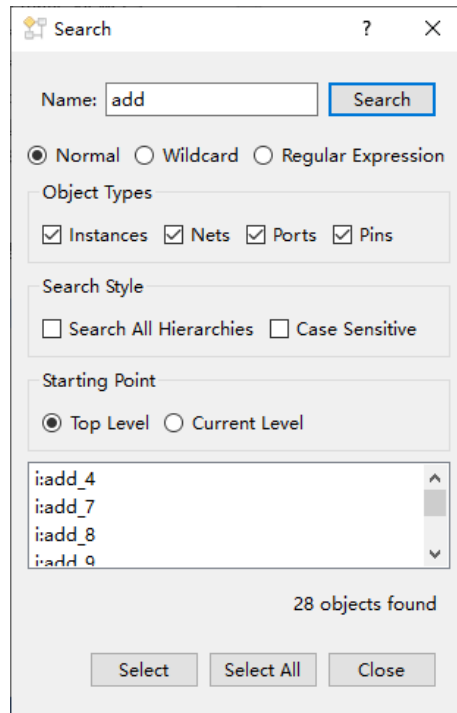 Search
?
Name: add Search
Normal Wildcard Regular Expression
Object Types
Instances Nets Ports Pins
Search Style
Search All Hierarchies Case Sensitive
Starting Point
Top Level Current Level
i:add_4
i:add_7
i:add_8
i:add_9
28 objects found
Select Select All Close